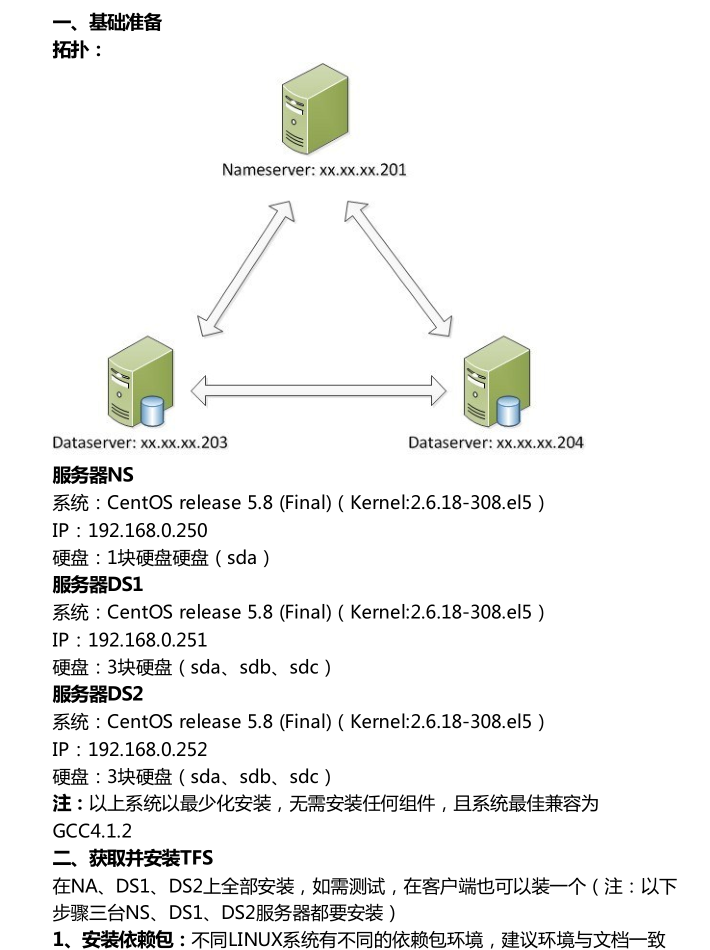 一、基础准备
拓扑：
Nameserver: xx.xx.xx.201
Dataserver: xx.xx.xx.203
Dataserver: xx.xx.xx.204
服务器NS
系统：CentOS release 5.8 (Final)（Kernel:2.6.18-308.el5）
IP：192.168.0.250
硬盘：1块硬盘硬盘（sda）
服务器DS1
系统：CentOS release 5.8 (Final)（Kernel:2.6.18-308.el5）
IP：192.168.0.251
硬盘：3块硬盘（sda、sdb、sdc）
服务器DS2
系统：CentOS release 5.8 (Final)（Kernel:2.6.18-308.el5）
IP：192.168.0.252
硬盘：3块硬盘（sda、sdb、sdc）
注：以上系统以最少化安装，无需安装任何组件，且系统最佳兼容为
GCC4.1.2
二、获取并安装TFS
在NA、DS1、DS2上全部安装，如需测试，在客户端也可以装一个（注：以下
步骤三台NS、DS1、DS2服务器都要安装）
1、安装依赖包：不同LINUX系统有不同的依赖包环境，建议环境与文档一致